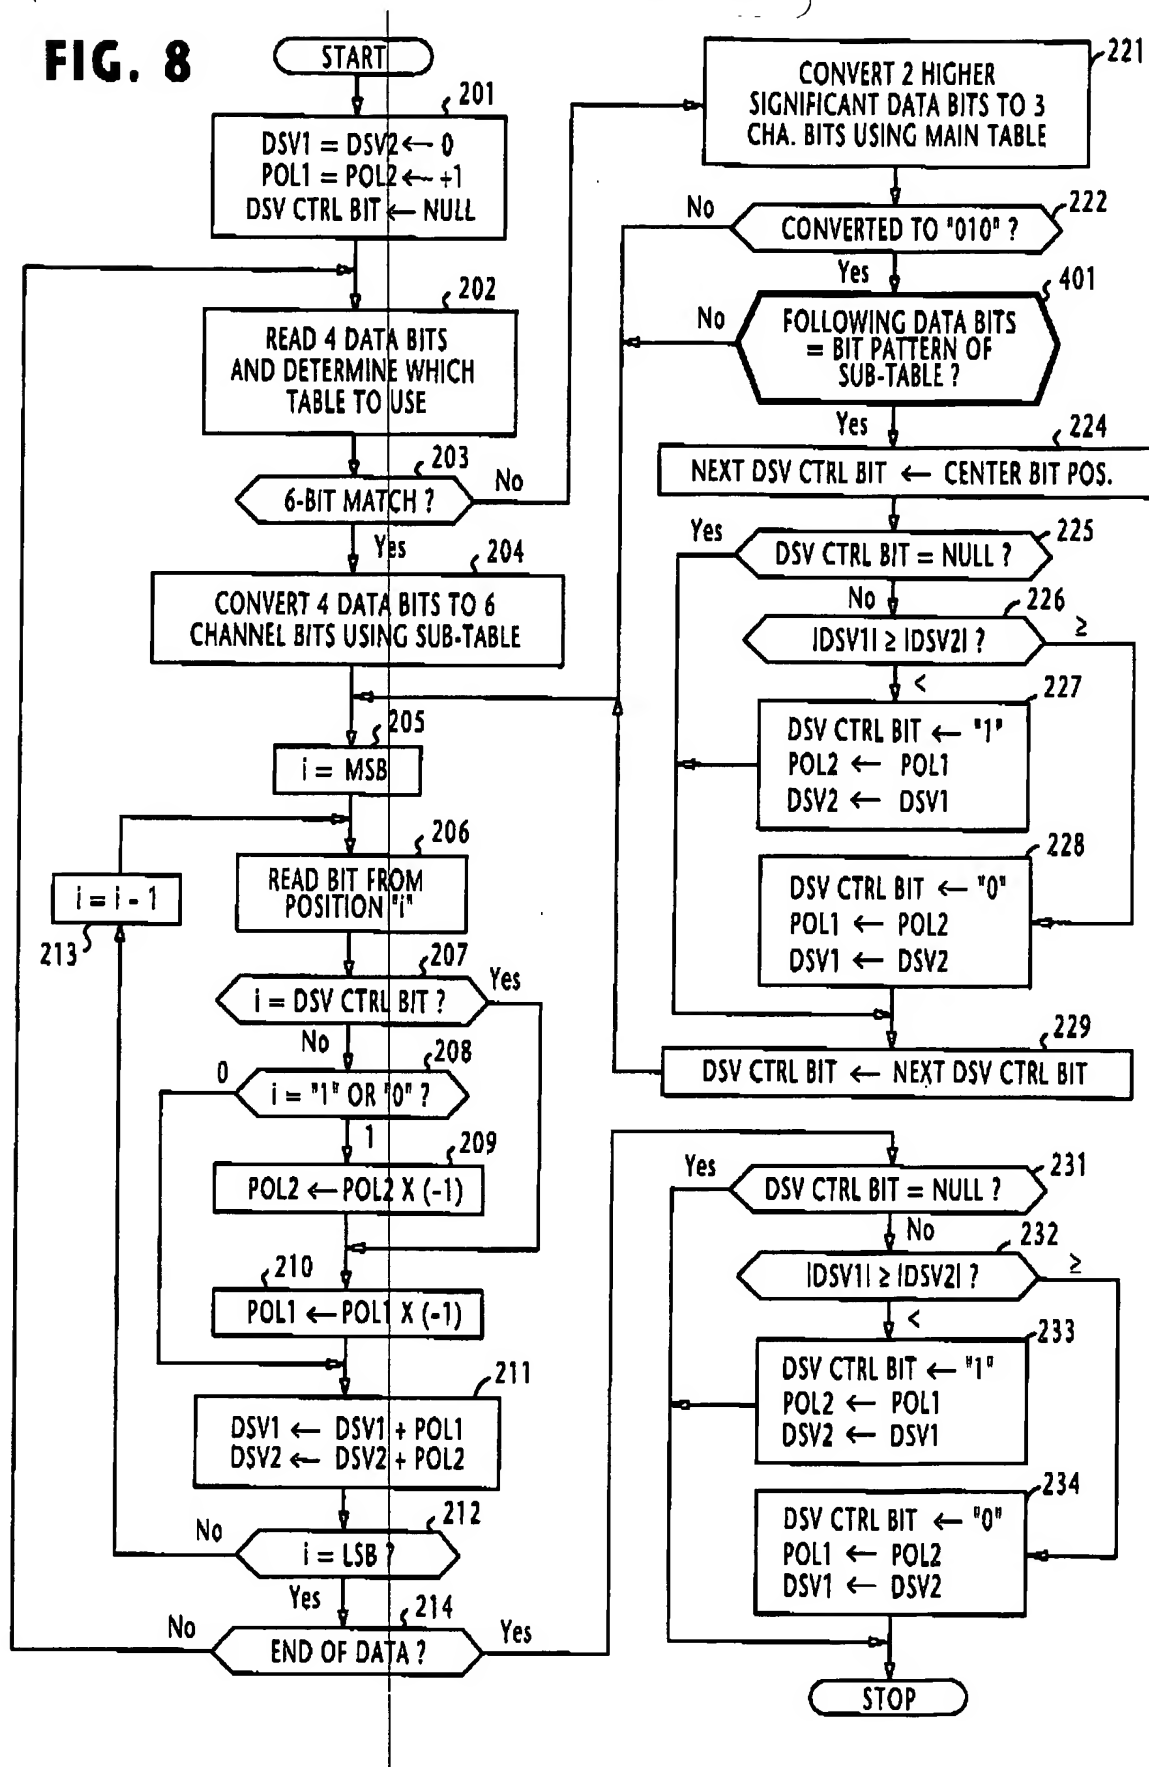 FIG. 8
START
201
DSV1 = DSV2 ← 0
POL1 = POL2 ← +1
DSV CTRL BIT ← NULL
202
READ 4 DATA BITS
AND DETERMINE WHICH
TABLE TO USE
203
6-BIT MATCH ?
No
Yes
204
CONVERT 4 DATA BITS TO 6
CHANNEL BITS USING SUB-TABLE
205
i = MSB
206
READ BIT FROM
POSITION "i"
i = i - 1
213
207
i = DSV CTRL BIT ?
Yes
No
208
i = "1" OR "0" ?
0
1
209
POL2 ← POL2 X (-1)
210
POL1 ← POL1 X (-1)
211
DSV1 ← DSV1 + POL1
DSV2 ← DSV2 + POL2
212
i = LSB ?
No
Yes
214
END OF DATA ?
No
Yes
221
CONVERT 2 HIGHER
SIGNIFICANT DATA BITS TO 3
CHA. BITS USING MAIN TABLE
222
CONVERTED TO "010" ?
No
Yes
401
FOLLOWING DATA BITS
= BIT PATTERN OF
SUB-TABLE ?
No
Yes
224
NEXT DSV CTRL BIT ← CENTER BIT POS.
225
DSV CTRL BIT = NULL ?
Yes
No
226
|DSV1| ≥ |DSV2| ?
≥
<
227
DSV CTRL BIT ← "1"
POL2 ← POL1
DSV2 ← DSV1
228
DSV CTRL BIT ← "0"
POL1 ← POL2
DSV1 ← DSV2
229
DSV CTRL BIT ← NEXT DSV CTRL BIT
231
DSV CTRL BIT = NULL ?
Yes
No
232
|DSV1| ≥ |DSV2| ?
≥
<
233
DSV CTRL BIT ← "1"
POL2 ← POL1
DSV2 ← DSV1
234
DSV CTRL BIT ← "0"
POL1 ← POL2
DSV1 ← DSV2
STOP